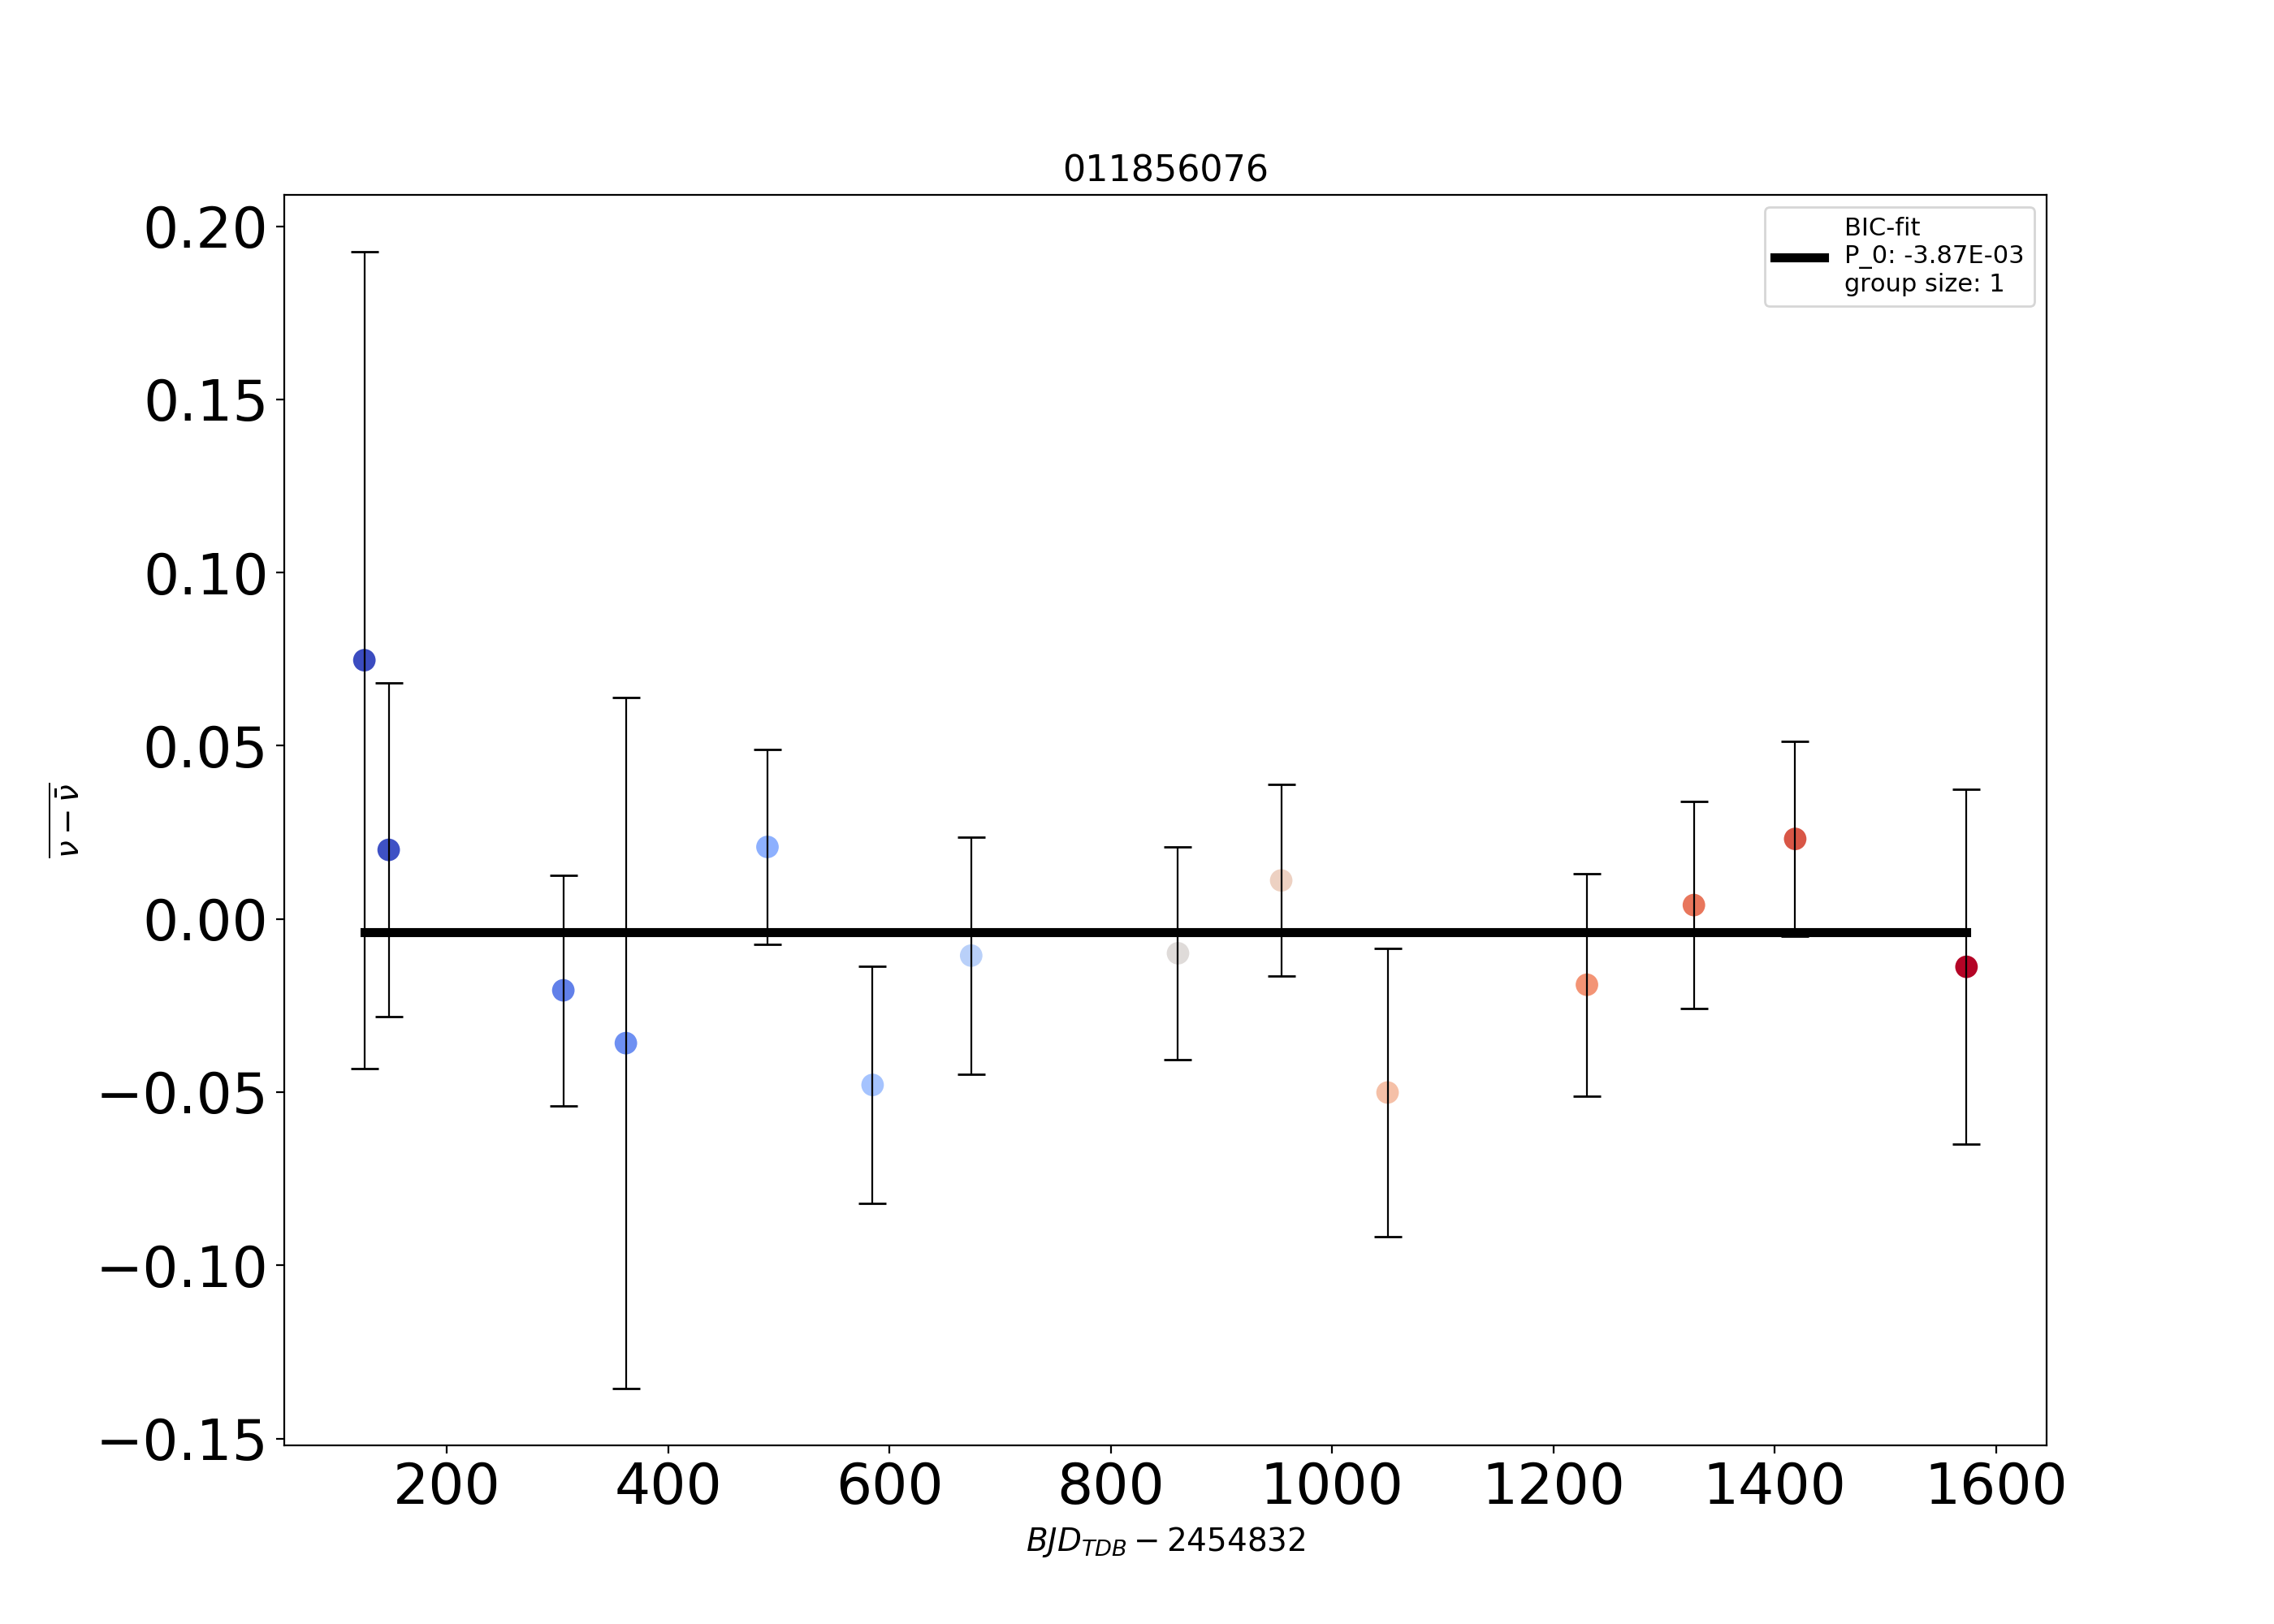 011856076
BIC-fit
P_0: -3.87E-03
group size: 1
0.20
0.15
0.10
0.05
0.00
−0.05
−0.10
−0.15
ν − ν̄
200 400 600 800 1000 1200 1400 1600
BJD_TDB − 2454832